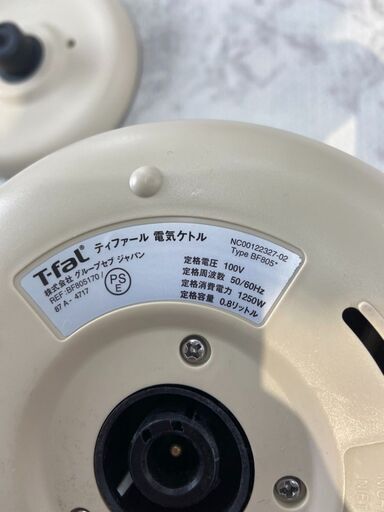 T-fal ティファール 電気ケトル
株式会社 グループセブ ジャパン
REF:BF805170/
87 A - 4717
PS
E
NC00122327-02
Type BF805*
定格電圧 100V
定格周波数 50/60Hz
定格消費電力 1250W
定格容量 0.8リットル